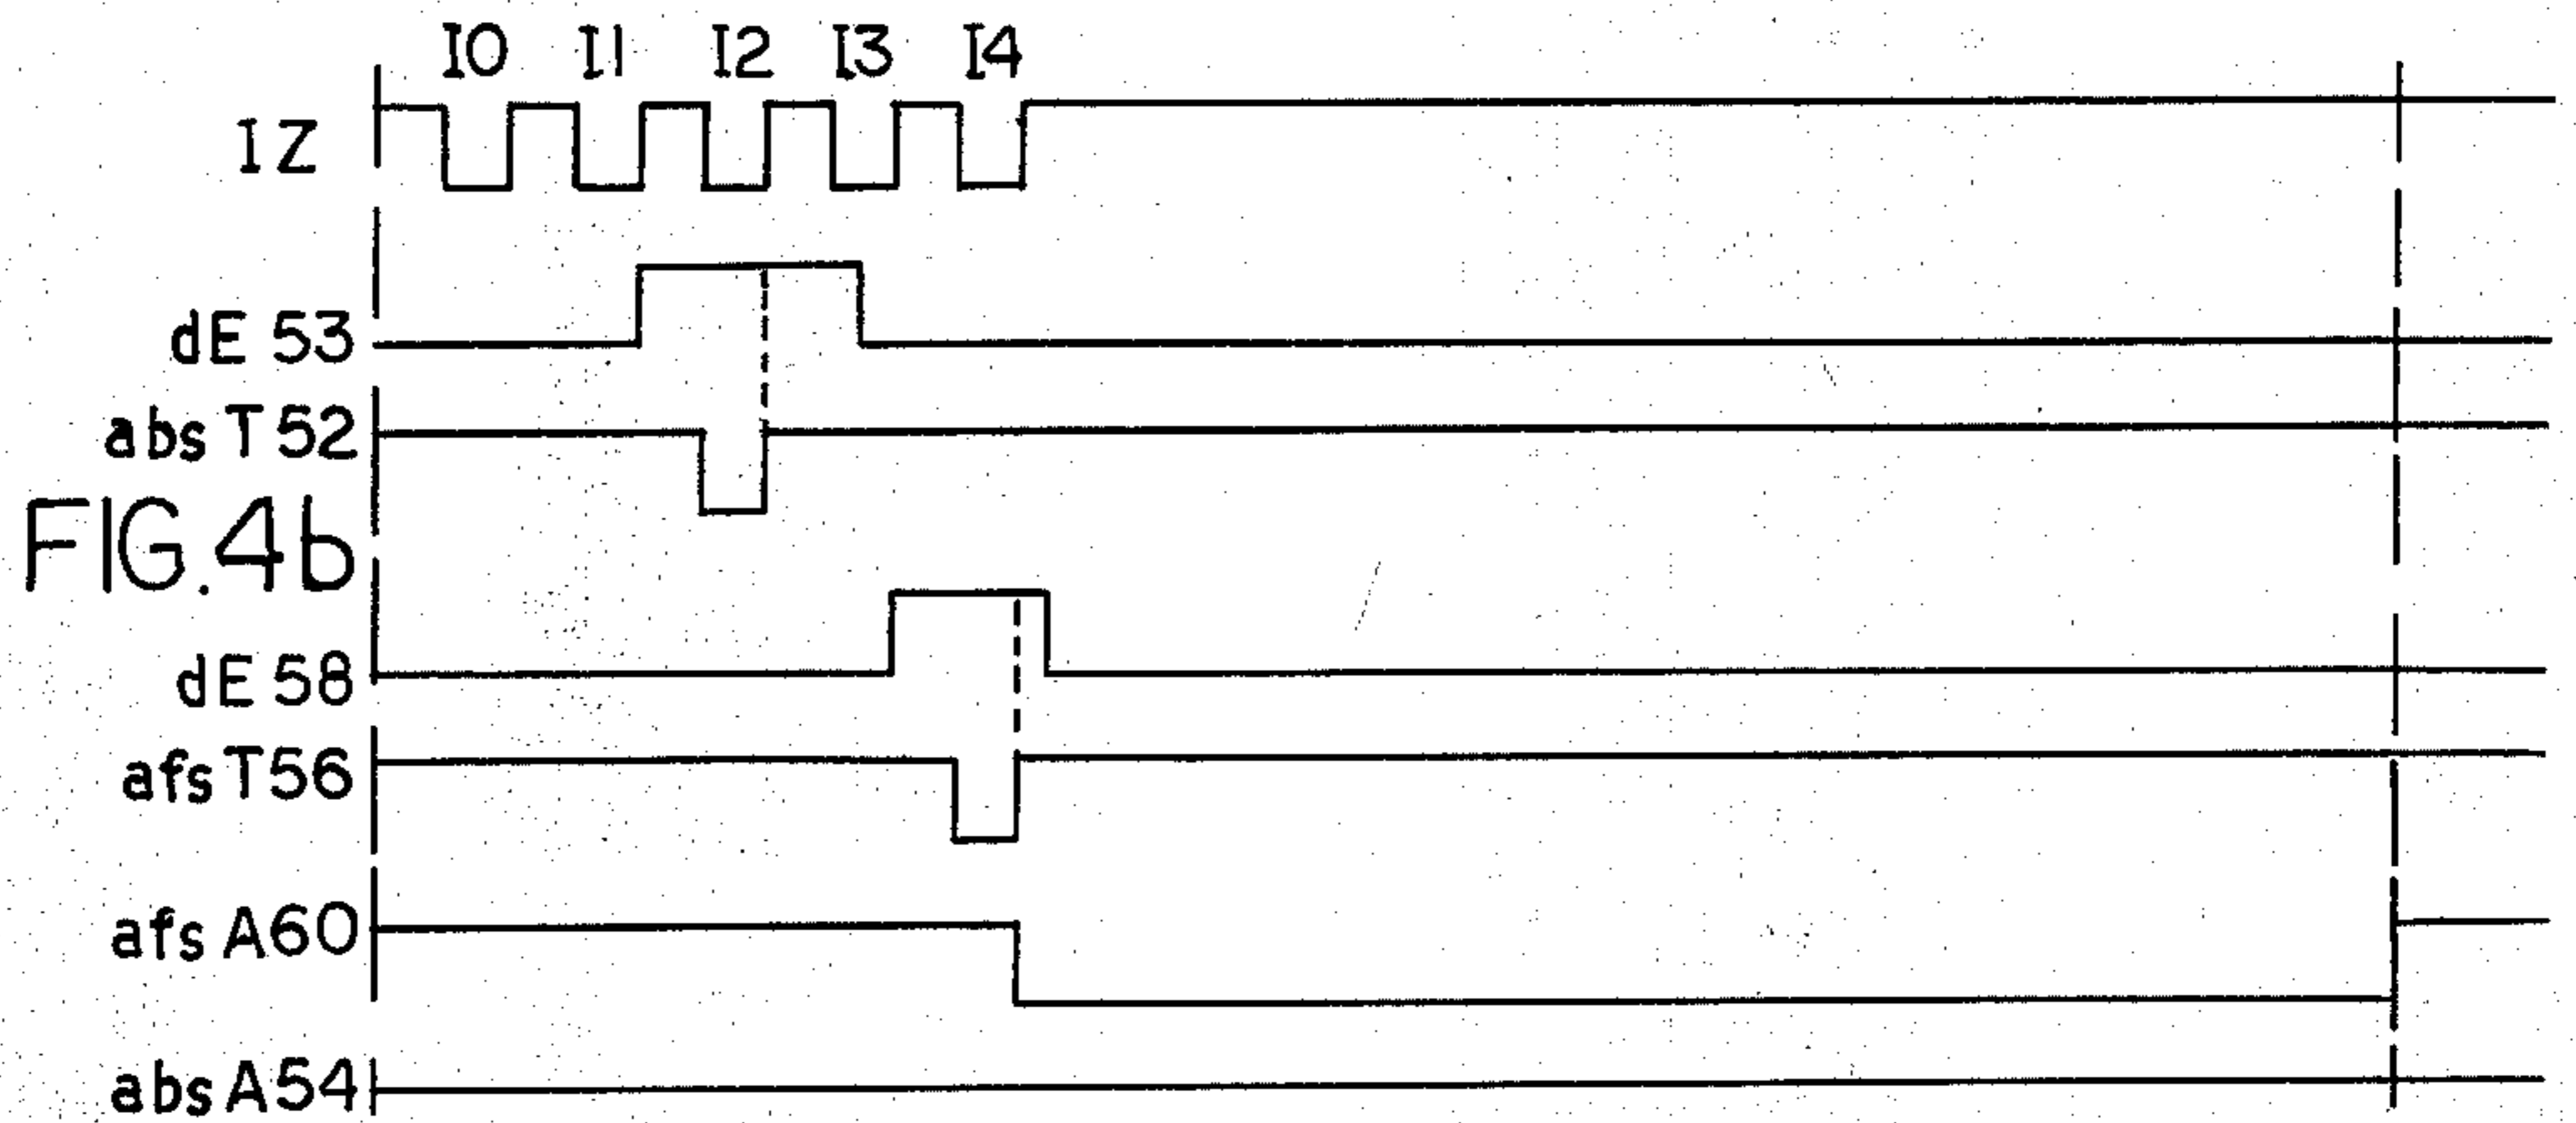 I0 I1 I2 I3 I4
IZ
dE 53
abs T 52
FIG. 4b
dE 58
afs T56
afs A60
abs A54